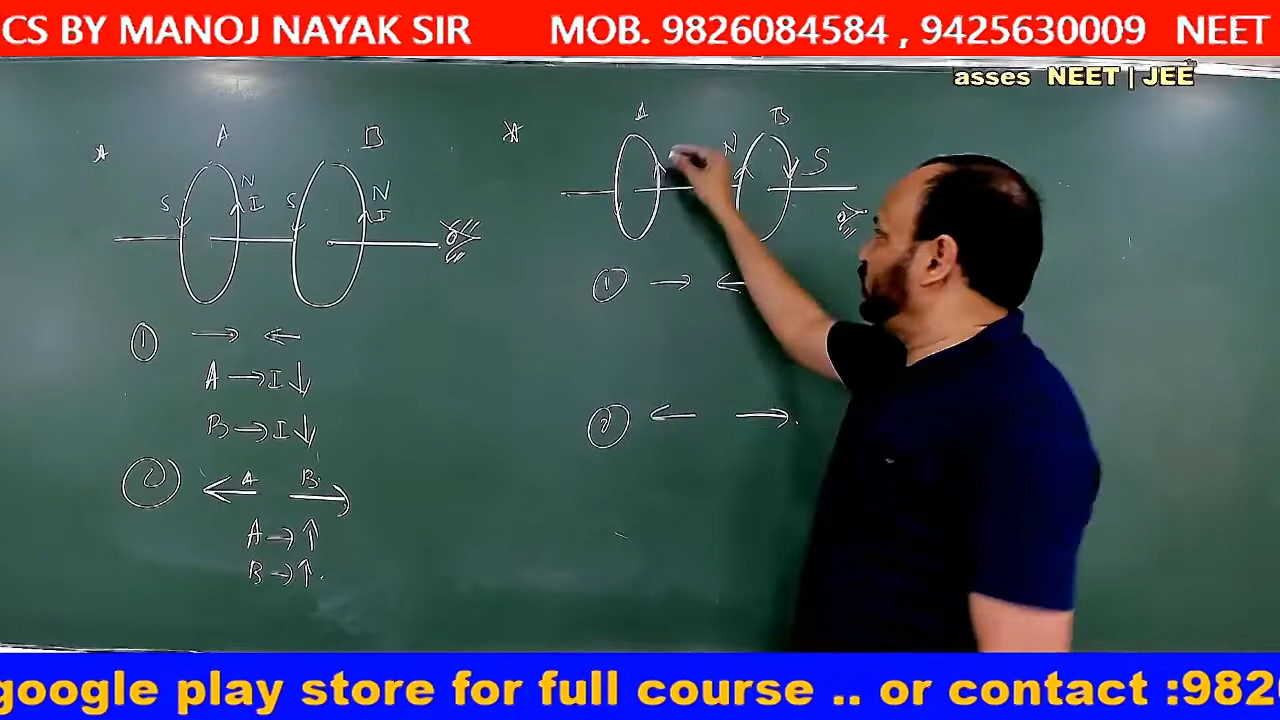 CS BY MANOJ NAYAK SIR MOB. 9826084584 , 9425630009 NEET
asses NEET | JEE
A B
S N I S N I
① → ←
A → I ↓
B → I ↓
② ← A B →
A → ↑
B → ↑
A B
N S
① → ←
② ← →
google play store for full course .. or contact :982